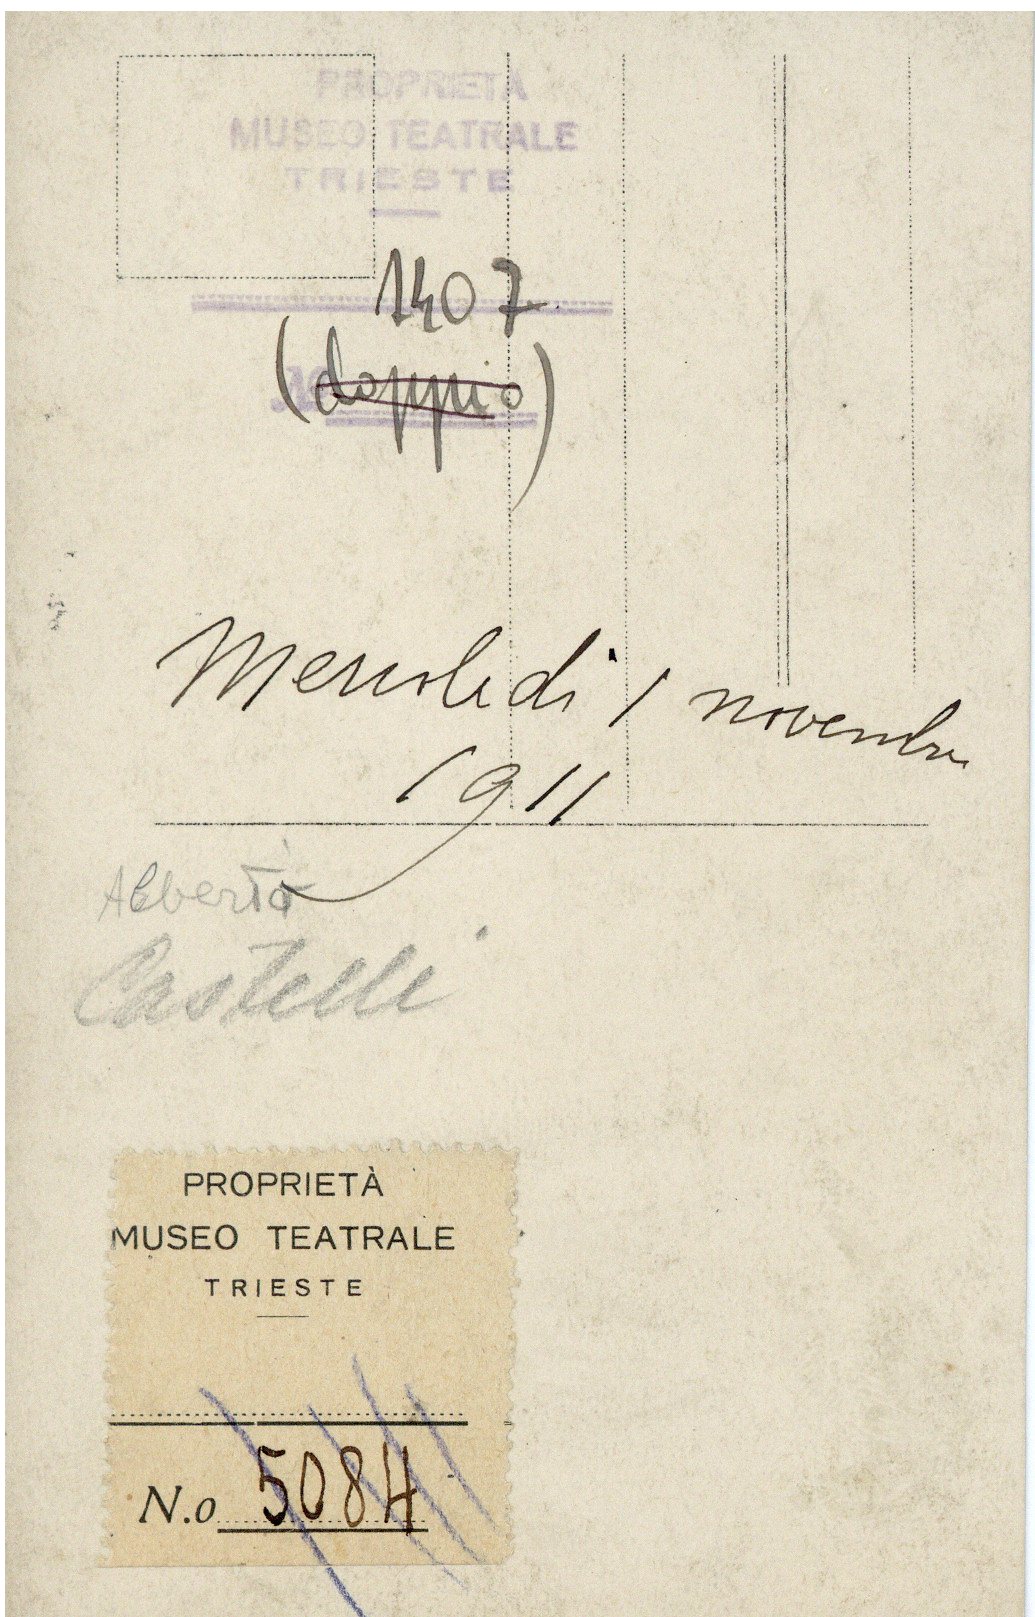 PROPRIETÀ
MUSEO TEATRALE
TRIESTE
1407
(doppio)
Mercoledì 1 novembre
1911
Alberto
Castelli
PROPRIETÀ
MUSEO TEATRALE
TRIESTE
N.o 5084